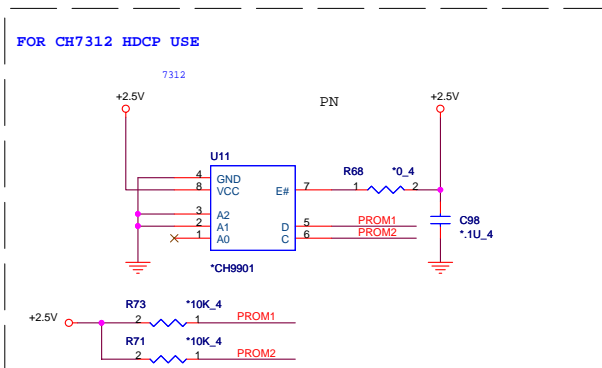 FOR CH7312 HDCP USE
7312
+2.5V
PN
+2.5V
U11
R68
*0_4
4
GND
8
VCC
E#
7
1
2
3
A2
2
A1
D
5
PROM1
C98
1
A0
C
6
PROM2
*.1U_4
*CH9901
R73
*10K_4
+2.5V
2
1
PROM1
R71
*10K_4
2
1
PROM2